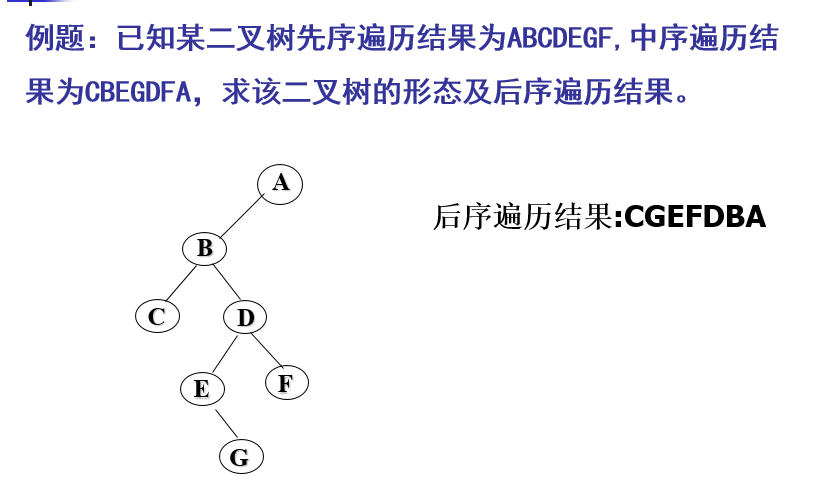 例题：已知某二叉树先序遍历结果为ABCDEGF,中序遍历结
果为CBEGDFA，求该二叉树的形态及后序遍历结果。
A
后序遍历结果:CGEFDBA
B
C
D
E
F
G